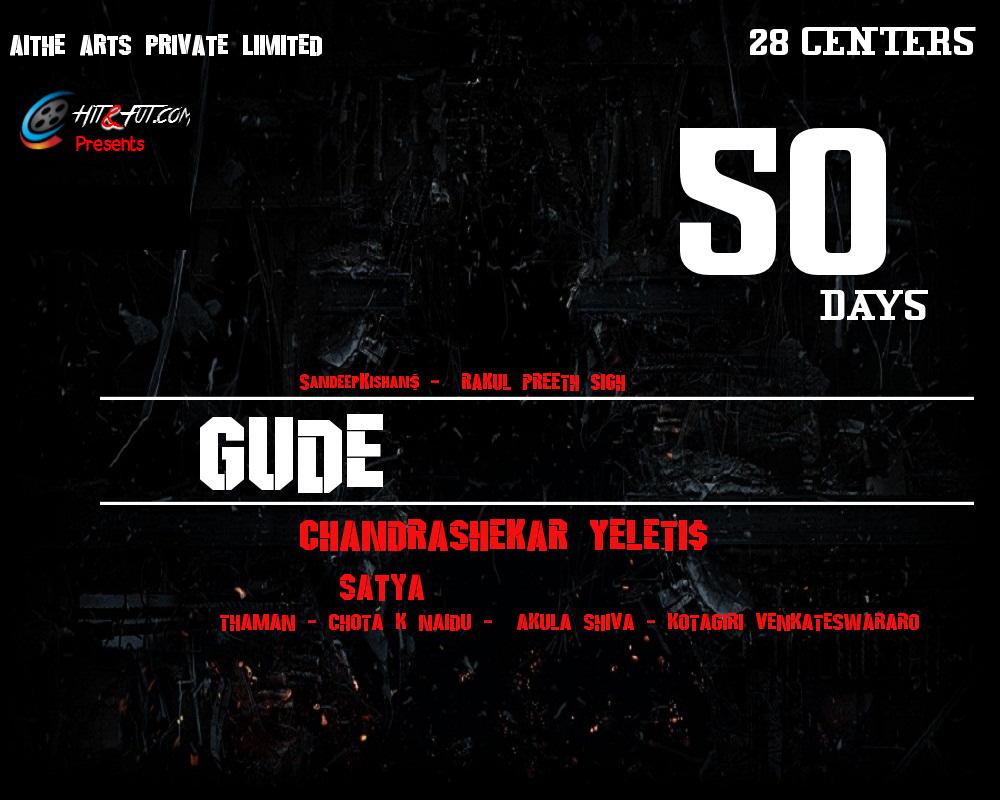 AITHE ARTS PRIVATE LIIMITED
28 CENTERS
HIT&FUT.COM
Presents
50
DAYS
SANDEEPKISHAN$ - RAKUL PREETH SIGH
GUDE
CHANDRASHEKAR YELETI$
SATYA
THAMAN - CHOTA K NAIDU - AKULA SHIVA - KOTAGIRI VENKATESWARARO